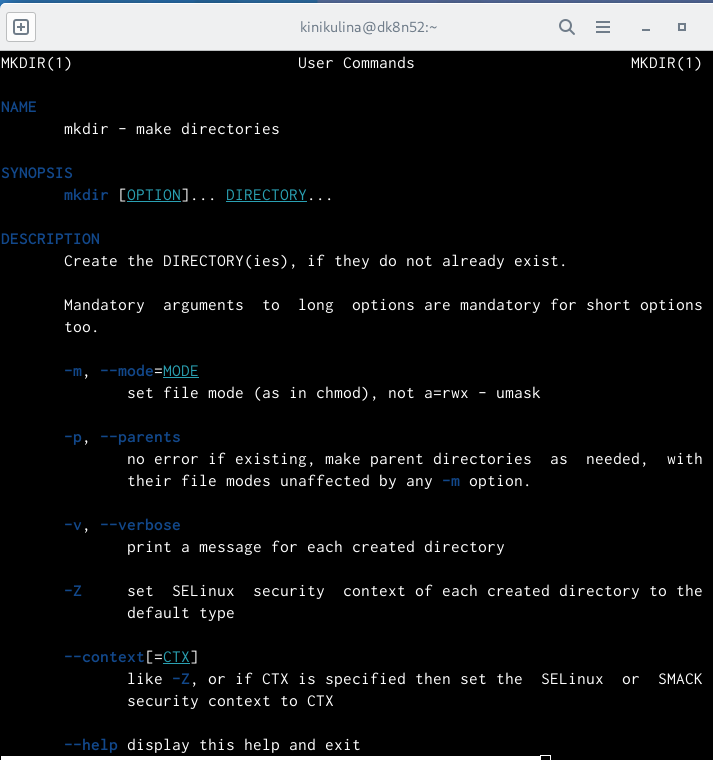 kinikulina@dk8n52:~
MKDIR(1) User Commands MKDIR(1)
NAME
mkdir - make directories
SYNOPSIS
mkdir [OPTION]... DIRECTORY...
DESCRIPTION
Create the DIRECTORY(ies), if they do not already exist.
Mandatory arguments to long options are mandatory for short options
too.
-m, --mode=MODE
set file mode (as in chmod), not a=rwx - umask
-p, --parents
no error if existing, make parent directories as needed, with
their file modes unaffected by any -m option.
-v, --verbose
print a message for each created directory
-Z set SELinux security context of each created directory to the
default type
--context[=CTX]
like -Z, or if CTX is specified then set the SELinux or SMACK
security context to CTX
--help display this help and exit